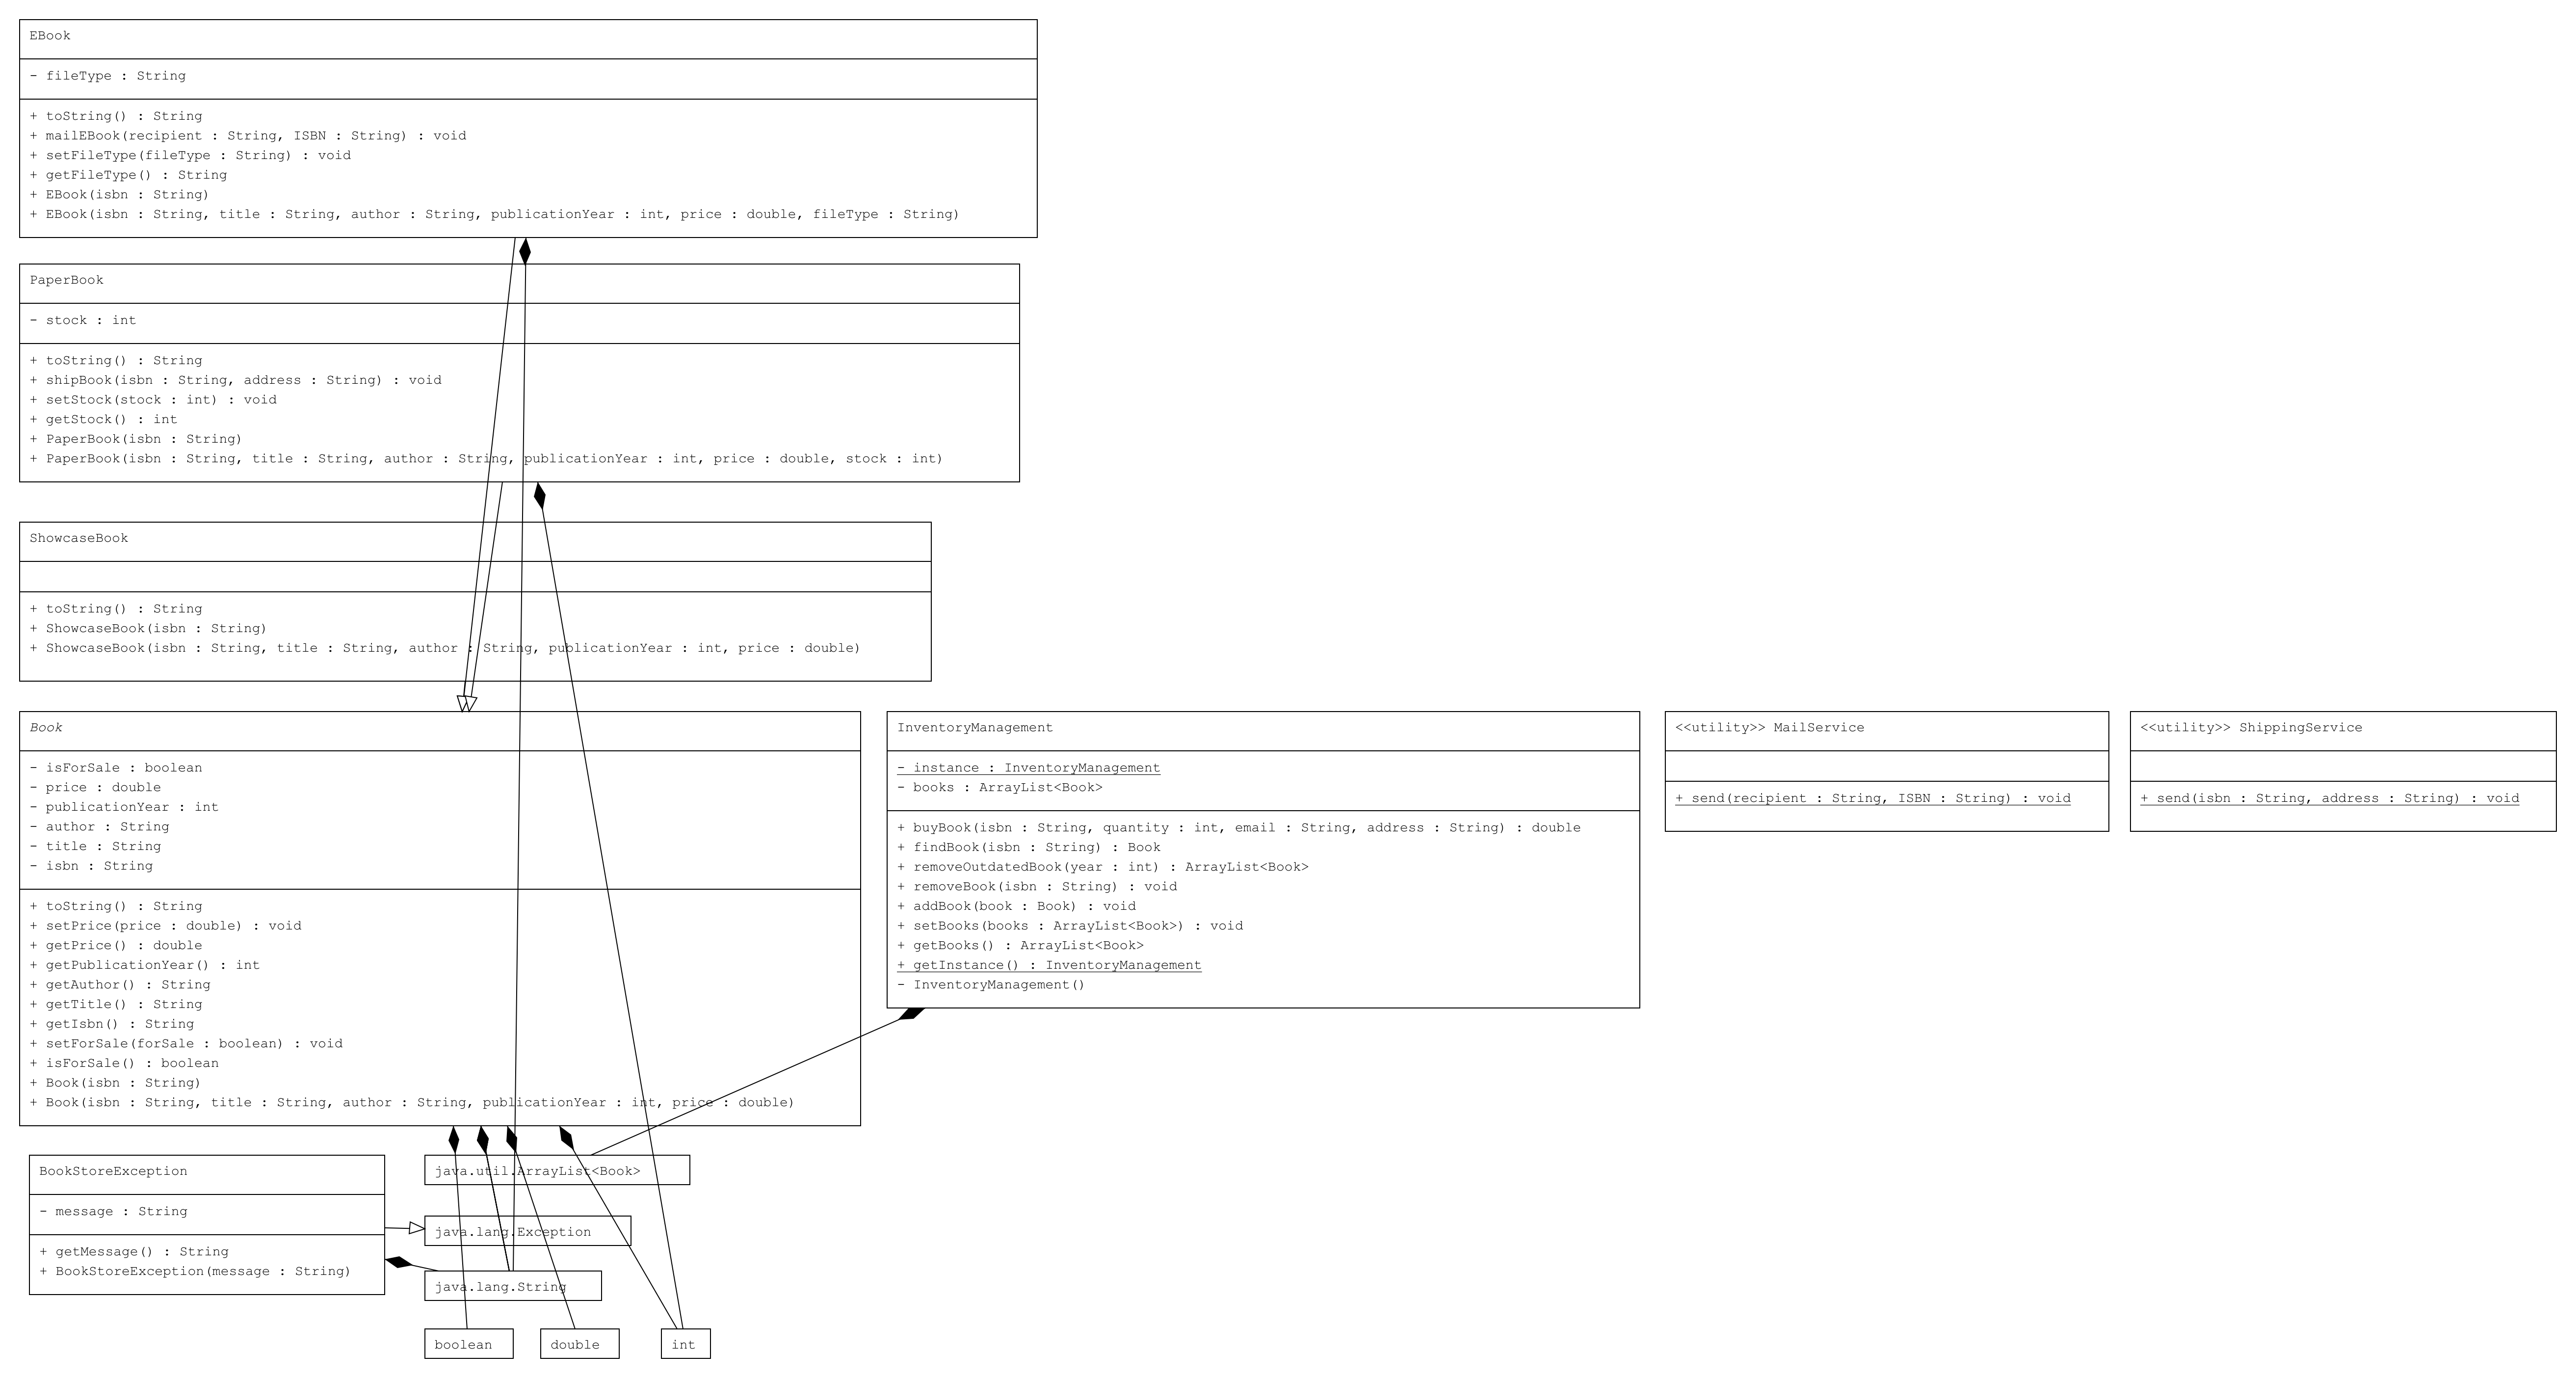 EBook
- fileType : String
+ toString() : String
+ mailEBook(recipient : String, ISBN : String) : void
+ setFileType(fileType : String) : void
+ getFileType() : String
+ EBook(isbn : String)
+ EBook(isbn : String, title : String, author : String, publicationYear : int, price : double, fileType : String)
PaperBook
- stock : int
+ toString() : String
+ shipBook(isbn : String, address : String) : void
+ setStock(stock : int) : void
+ getStock() : int
+ PaperBook(isbn : String)
+ PaperBook(isbn : String, title : String, author : String, publicationYear : int, price : double, stock : int)
ShowcaseBook
+ toString() : String
+ ShowcaseBook(isbn : String)
+ ShowcaseBook(isbn : String, title : String, author : String, publicationYear : int, price : double)
Book
- isForSale : boolean
- price : double
- publicationYear : int
- author : String
- title : String
- isbn : String
+ toString() : String
+ setPrice(price : double) : void
+ getPrice() : double
+ getPublicationYear() : int
+ getAuthor() : String
+ getTitle() : String
+ getIsbn() : String
+ setForSale(forSale : boolean) : void
+ isForSale() : boolean
+ Book(isbn : String)
+ Book(isbn : String, title : String, author : String, publicationYear : int, price : double)
InventoryManagement
- instance : InventoryManagement
- books : ArrayList<Book>
+ buyBook(isbn : String, quantity : int, email : String, address : String) : double
+ findBook(isbn : String) : Book
+ removeOutdatedBook(year : int) : ArrayList<Book>
+ removeBook(isbn : String) : void
+ addBook(book : Book) : void
+ setBooks(books : ArrayList<Book>) : void
+ getBooks() : ArrayList<Book>
+ getInstance() : InventoryManagement
- InventoryManagement()
<<utility>> MailService
+ send(recipient : String, ISBN : String) : void
<<utility>> ShippingService
+ send(isbn : String, address : String) : void
BookStoreException
- message : String
+ getMessage() : String
+ BookStoreException(message : String)
java.util.ArrayList<Book>
java.lang.Exception
java.lang.String
boolean
double
int